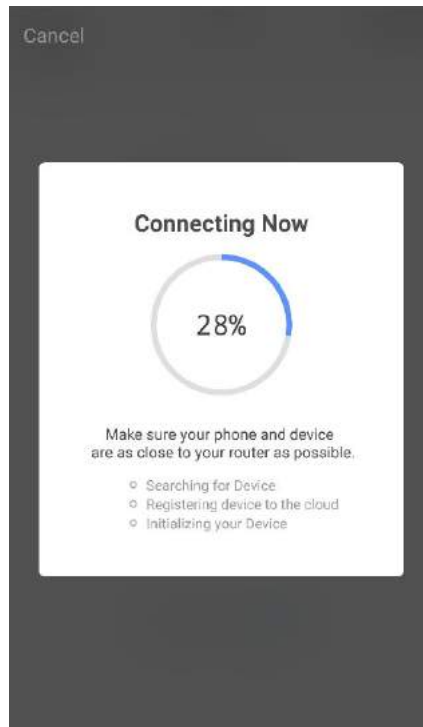 Cancel
Connecting Now
28%
Make sure your phone and device
are as close to your router as possible.
Searching for Device
Registering device to the cloud
Initializing your Device